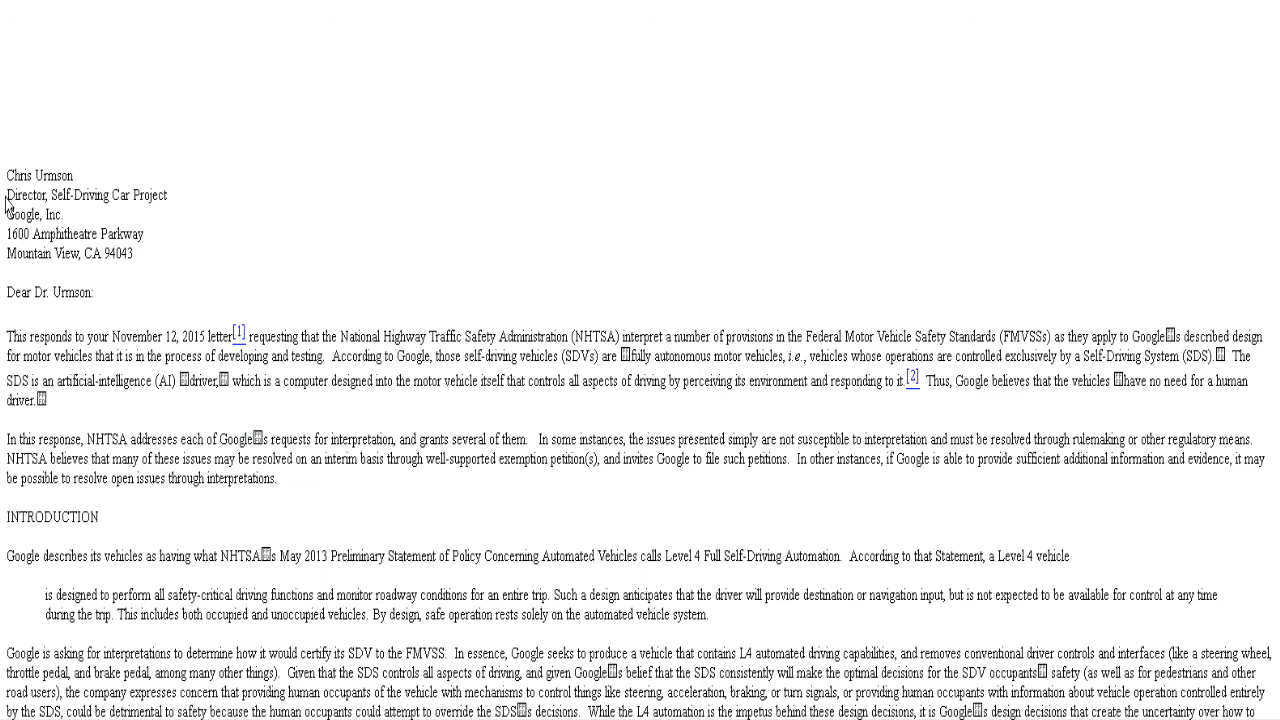 Chris Urmson
Director, Self-Driving Car Project
Google, Inc.
1600 Amphitheatre Parkway
Mountain View, CA 94043
Dear Dr. Urmson:
This responds to your November 12, 2015 letter[1] requesting that the National Highway Traffic Safety Administration (NHTSA) interpret a number of provisions in the Federal Motor Vehicle Safety Standards (FMVSSs) as they apply to Google□s described design
for motor vehicles that it is in the process of developing and testing.  According to Google, those self-driving vehicles (SDVs) are □fully autonomous motor vehicles, i.e., vehicles whose operations are controlled exclusively by a Self-Driving System (SDS).□  The
SDS is an artificial-intelligence (AI) □driver,□ which is a computer designed into the motor vehicle itself that controls all aspects of driving by perceiving its environment and responding to it.[2]  Thus, Google believes that the vehicles □have no need for a human
driver.□
In this response, NHTSA addresses each of Google□s requests for interpretation, and grants several of them.   In some instances, the issues presented simply are not susceptible to interpretation and must be resolved through rulemaking or other regulatory means.
NHTSA believes that many of these issues may be resolved on an interim basis through well-supported exemption petition(s), and invites Google to file such petitions.  In other instances, if Google is able to provide sufficient additional information and evidence, it may
be possible to resolve open issues through interpretations.
INTRODUCTION
Google describes its vehicles as having what NHTSA□s May 2013 Preliminary Statement of Policy Concerning Automated Vehicles calls Level 4 Full Self-Driving Automation.  According to that Statement, a Level 4 vehicle
is designed to perform all safety-critical driving functions and monitor roadway conditions for an entire trip. Such a design anticipates that the driver will provide destination or navigation input, but is not expected to be available for control at any time
during the trip. This includes both occupied and unoccupied vehicles. By design, safe operation rests solely on the automated vehicle system.
Google is asking for interpretations to determine how it would certify its SDV to the FMVSS.  In essence, Google seeks to produce a vehicle that contains L4 automated driving capabilities, and removes conventional driver controls and interfaces (like a steering wheel,
throttle pedal, and brake pedal, among many other things).  Given that the SDS controls all aspects of driving, and given Google□s belief that the SDS consistently will make the optimal decisions for the SDV occupants□ safety (as well as for pedestrians and other
road users), the company expresses concern that providing human occupants of the vehicle with mechanisms to control things like steering, acceleration, braking, or turn signals, or providing human occupants with information about vehicle operation controlled entirely
by the SDS, could be detrimental to safety because the human occupants could attempt to override the SDS□s decisions.  While the L4 automation is the impetus behind these design decisions, it is Google□s design decisions that create the uncertainty over how to